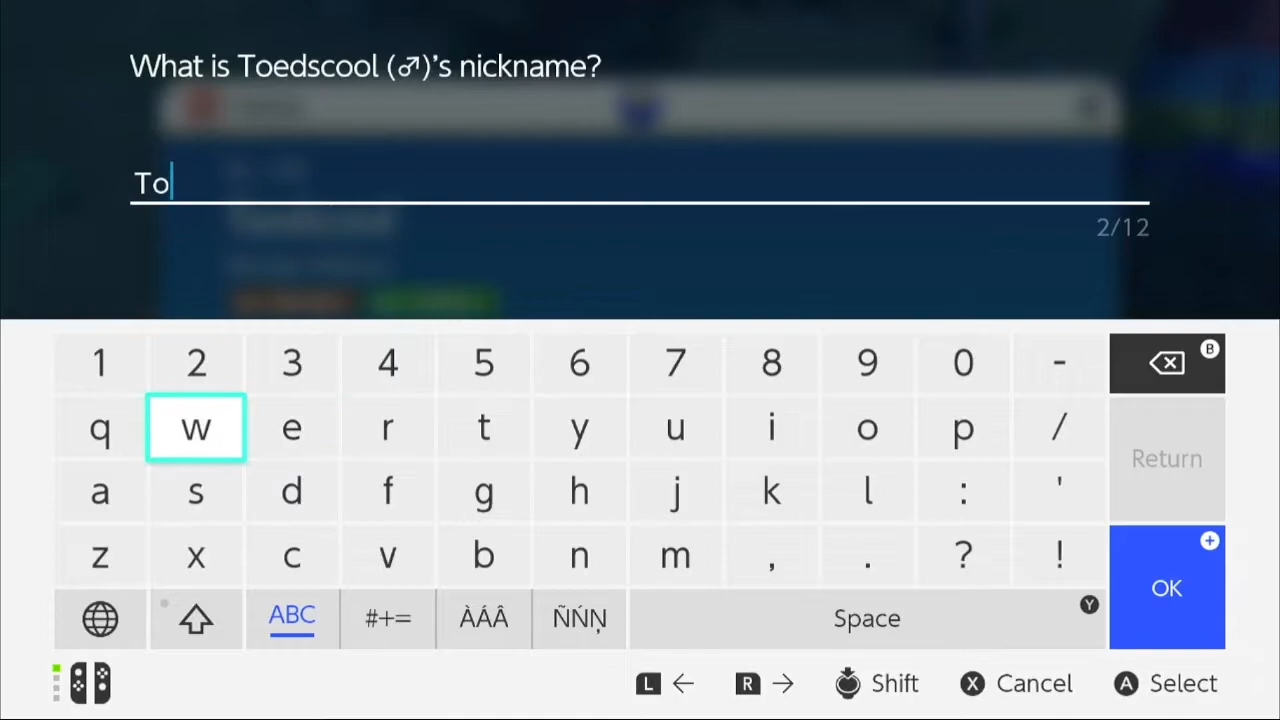 What is Toedscool (♂)'s nickname?
To
2/12
1 2 3 4 5 6 7 8 9 0 - B
q w e r t y u i o p /
Return
a s d f g h j k l : '
z x c v b n m , . ? ! +
OK
ABC #+= ÀÁÂ ÑŃŅ Space Y
L ← R → Shift X Cancel A Select